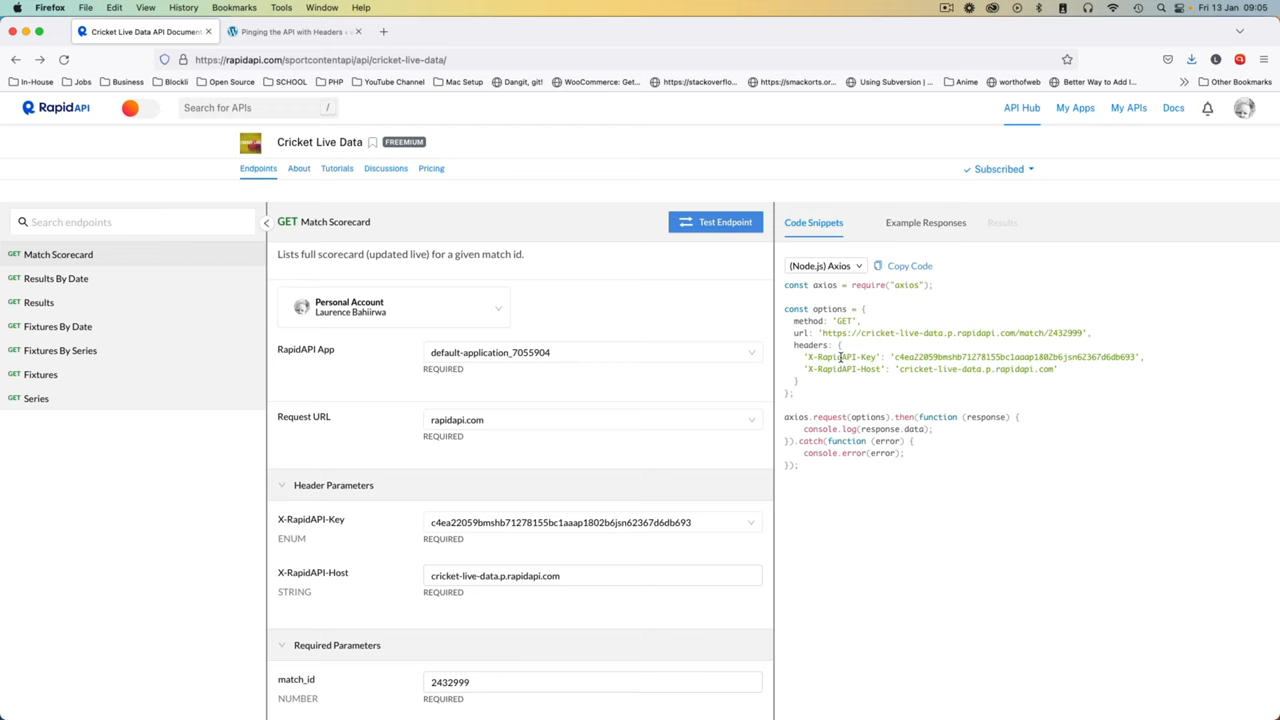 Firefox File Edit View History Bookmarks Tools Window Help Fri 13 Jan 09:05
Cricket Live Data API Document Pinging the API with Headers ‹
https://rapidapi.com/sportcontentapi/api/cricket-live-data/
In-House Jobs Business Blockli Open Source SCHOOL PHP YouTube Channel Mac Setup Dangit, git! WooCommerce: Get... https://stackoverflo... https://smackorts.or... Using Subversion |... Anime worthofweb Better Way to Add I... Other Bookmarks
RapidAPI Search for APIs / API Hub My Apps My APIs Docs
Cricket Live Data FREEMIUM
Endpoints About Tutorials Discussions Pricing Subscribed
Search endpoints
GET Match Scorecard
GET Results By Date
GET Results
GET Fixtures By Date
GET Fixtures By Series
GET Fixtures
GET Series
GET Match Scorecard Test Endpoint
Lists full scorecard (updated live) for a given match id.
Personal Account
Laurence Bahiirwa
RapidAPI App default-application_7055904
REQUIRED
Request URL rapidapi.com
REQUIRED
Header Parameters
X-RapidAPI-Key c4ea22059bmshb71278155bc1aaap1802b6jsn62367d6db693
ENUM REQUIRED
X-RapidAPI-Host cricket-live-data.p.rapidapi.com
STRING REQUIRED
Required Parameters
match_id 2432999
NUMBER REQUIRED
Code Snippets Example Responses Results
(Node.js) Axios Copy Code
const axios = require("axios");
const options = {
method: 'GET',
url: 'https://cricket-live-data.p.rapidapi.com/match/2432999',
headers: {
'X-RapidAPI-Key': 'c4ea22059bmshb71278155bc1aaap1802b6jsn62367d6db693',
'X-RapidAPI-Host': 'cricket-live-data.p.rapidapi.com'
}
};
axios.request(options).then(function (response) {
console.log(response.data);
}).catch(function (error) {
console.error(error);
});